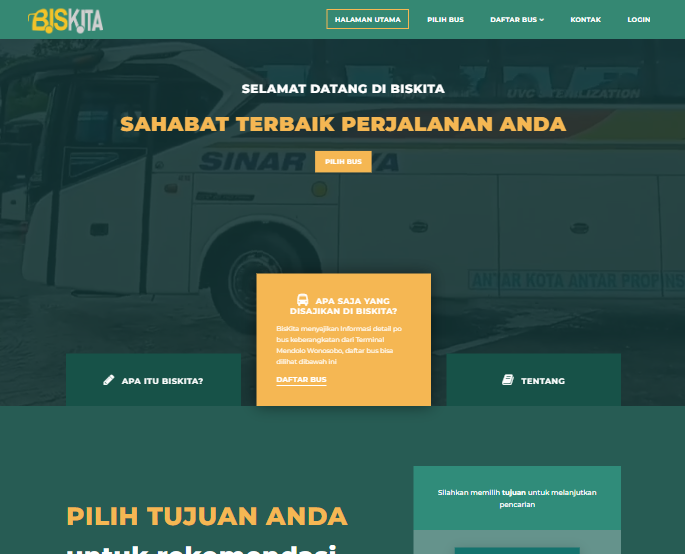 BISKITA
HALAMAN UTAMA
PILIH BUS
DAFTAR BUS
KONTAK
LOGIN
SELAMAT DATANG DI BISKITA
SAHABAT TERBAIK PERJALANAN ANDA
PILIH BUS
UVC STERILIZATION
SINAR JAYA
ANTAR KOTA ANTAR PROPINS
APA SAJA YANG
DISAJIKAN DI BISKITA?
BisKita menyajikan informasi detail po
bus keberangkatan dari Terminal
Mendolo Wonosobo, daftar bus bisa
dilihat dibawah ini
DAFTAR BUS
APA ITU BISKITA?
TENTANG
PILIH TUJUAN ANDA
untuk rekomendasi
Silahkan memilih tujuan untuk melanjutkan
pencarian